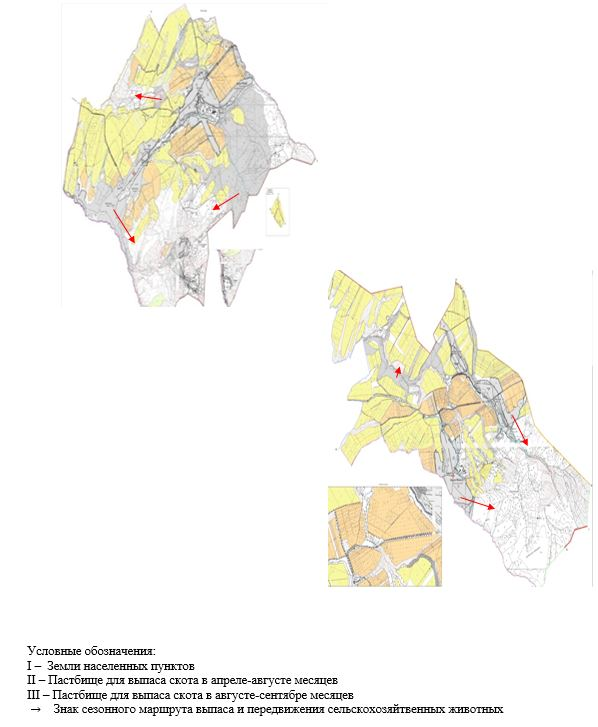 Условные обозначения:
I – Земли населенных пунктов
II – Пастбище для выпаса скота в апреле-августе месяцев
III – Пастбище для выпаса скота в августе-сентябре месяцев
→ Знак сезонного маршрута выпаса и передвижения сельскохозяйтвенных животных